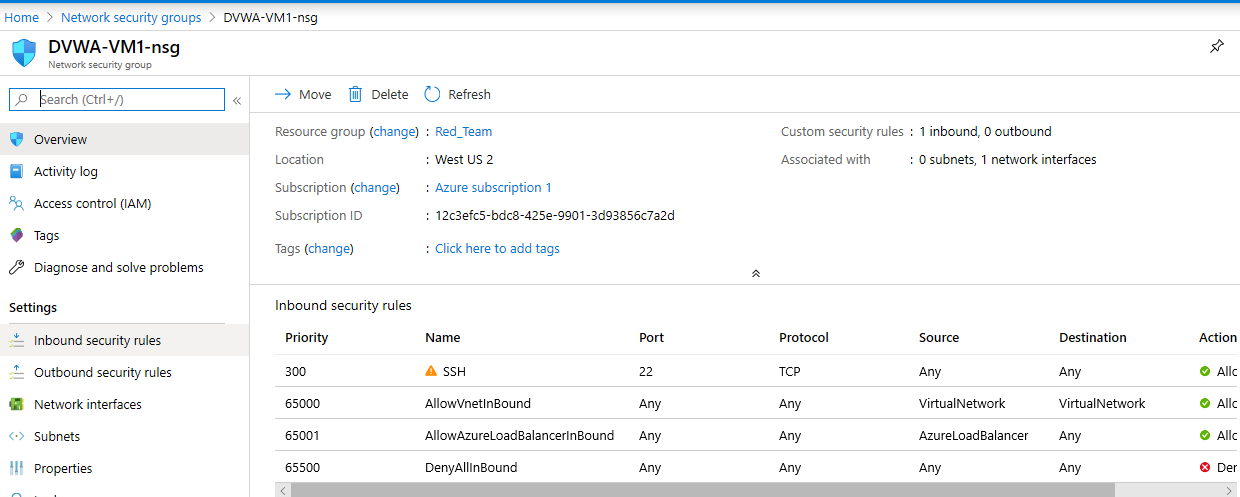 Home > Network security groups > DVWA-VM1-nsg
DVWA-VM1-nsg
Network security group
Search (Ctrl+/)
«
Overview
Activity log
Access control (IAM)
Tags
Diagnose and solve problems
Settings
Inbound security rules
Outbound security rules
Network interfaces
Subnets
Properties
Move Delete Refresh
Resource group (change) : Red_Team
Location : West US 2
Subscription (change) : Azure subscription 1
Subscription ID : 12c3efc5-bdc8-425e-9901-3d93856c7a2d
Tags (change) : Click here to add tags
Custom security rules : 1 inbound, 0 outbound
Associated with : 0 subnets, 1 network interfaces
Inbound security rules
Priority Name Port Protocol Source Destination Action
300 SSH 22 TCP Any Any Allo
65000 AllowVnetInBound Any Any VirtualNetwork VirtualNetwork Allo
65001 AllowAzureLoadBalancerInBound Any Any AzureLoadBalancer Any Allo
65500 DenyAllInBound Any Any Any Any Den